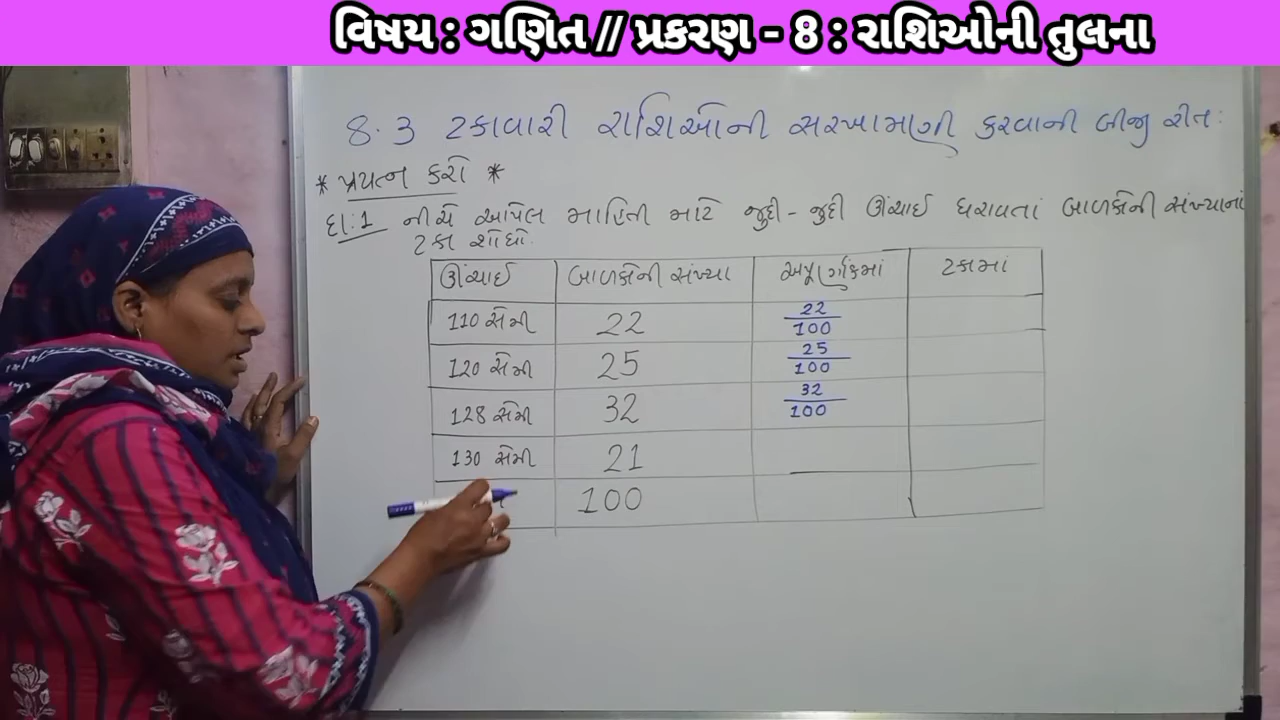 વિષય : ગણિત // પ્રકરણ - 8 : રાશિઓની તુલના
8.3 ટકાવારી રાશિઓની સરખામણી કરવાની બીજી રીત :
* પ્રયત્ન કરો *
દા.1 નીચે આપેલ માહિતી માટે જુદી - જુદી ઊંચાઈ ધરાવતાં બાળકોની સંખ્યાનાં
ટકા શોધો.
ઊંચાઈ બાળકોની સંખ્યા અપૂર્ણાંકમાં ટકામાં
110 સેમી 22 22/100
120 સેમી 25 25/100
128 સેમી 32 32/100
130 સેમી 21
100